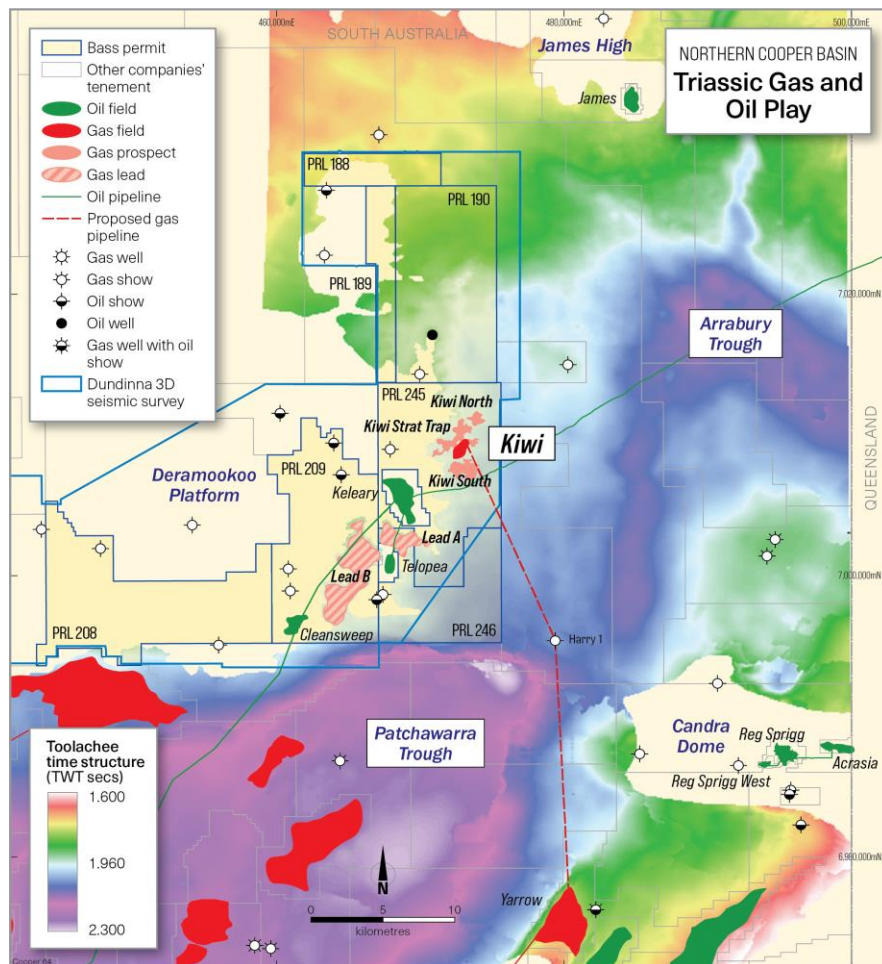 460,000mE
480,000mE
500,000mE
SOUTH AUSTRALIA
James High
NORTHERN COOPER BASIN
Triassic Gas and
Oil Play
Bass permit
Other companies'
tenement
Oil field
Gas field
Gas prospect
Gas lead
Oil pipeline
Proposed gas
pipeline
Gas well
Gas show
Oil show
Oil well
Gas well with oil
show
Dundinna 3D
seismic survey
James
PRL 188
PRL 190
PRL 189
7,020,000mN
Arrabury
Trough
QUEENSLAND
PRL 245
Kiwi North
Kiwi Strat Trap
Kiwi
Kiwi South
PRL 209
Deramookoo
Platform
Keleary
Lead A
Telopea
Lead B
7,000,000mN
Cleansweep
PRL 208
PRL 246
Harry 1
Toolachee
time structure
(TWT secs)
1.600
1.960
2.300
Patchawarra
Trough
Candra
Dome
Reg Sprigg
Acrasia
Reg Sprigg West
6,980,000mN
N
0
5
10
kilometres
Yarrow
Cooper 64